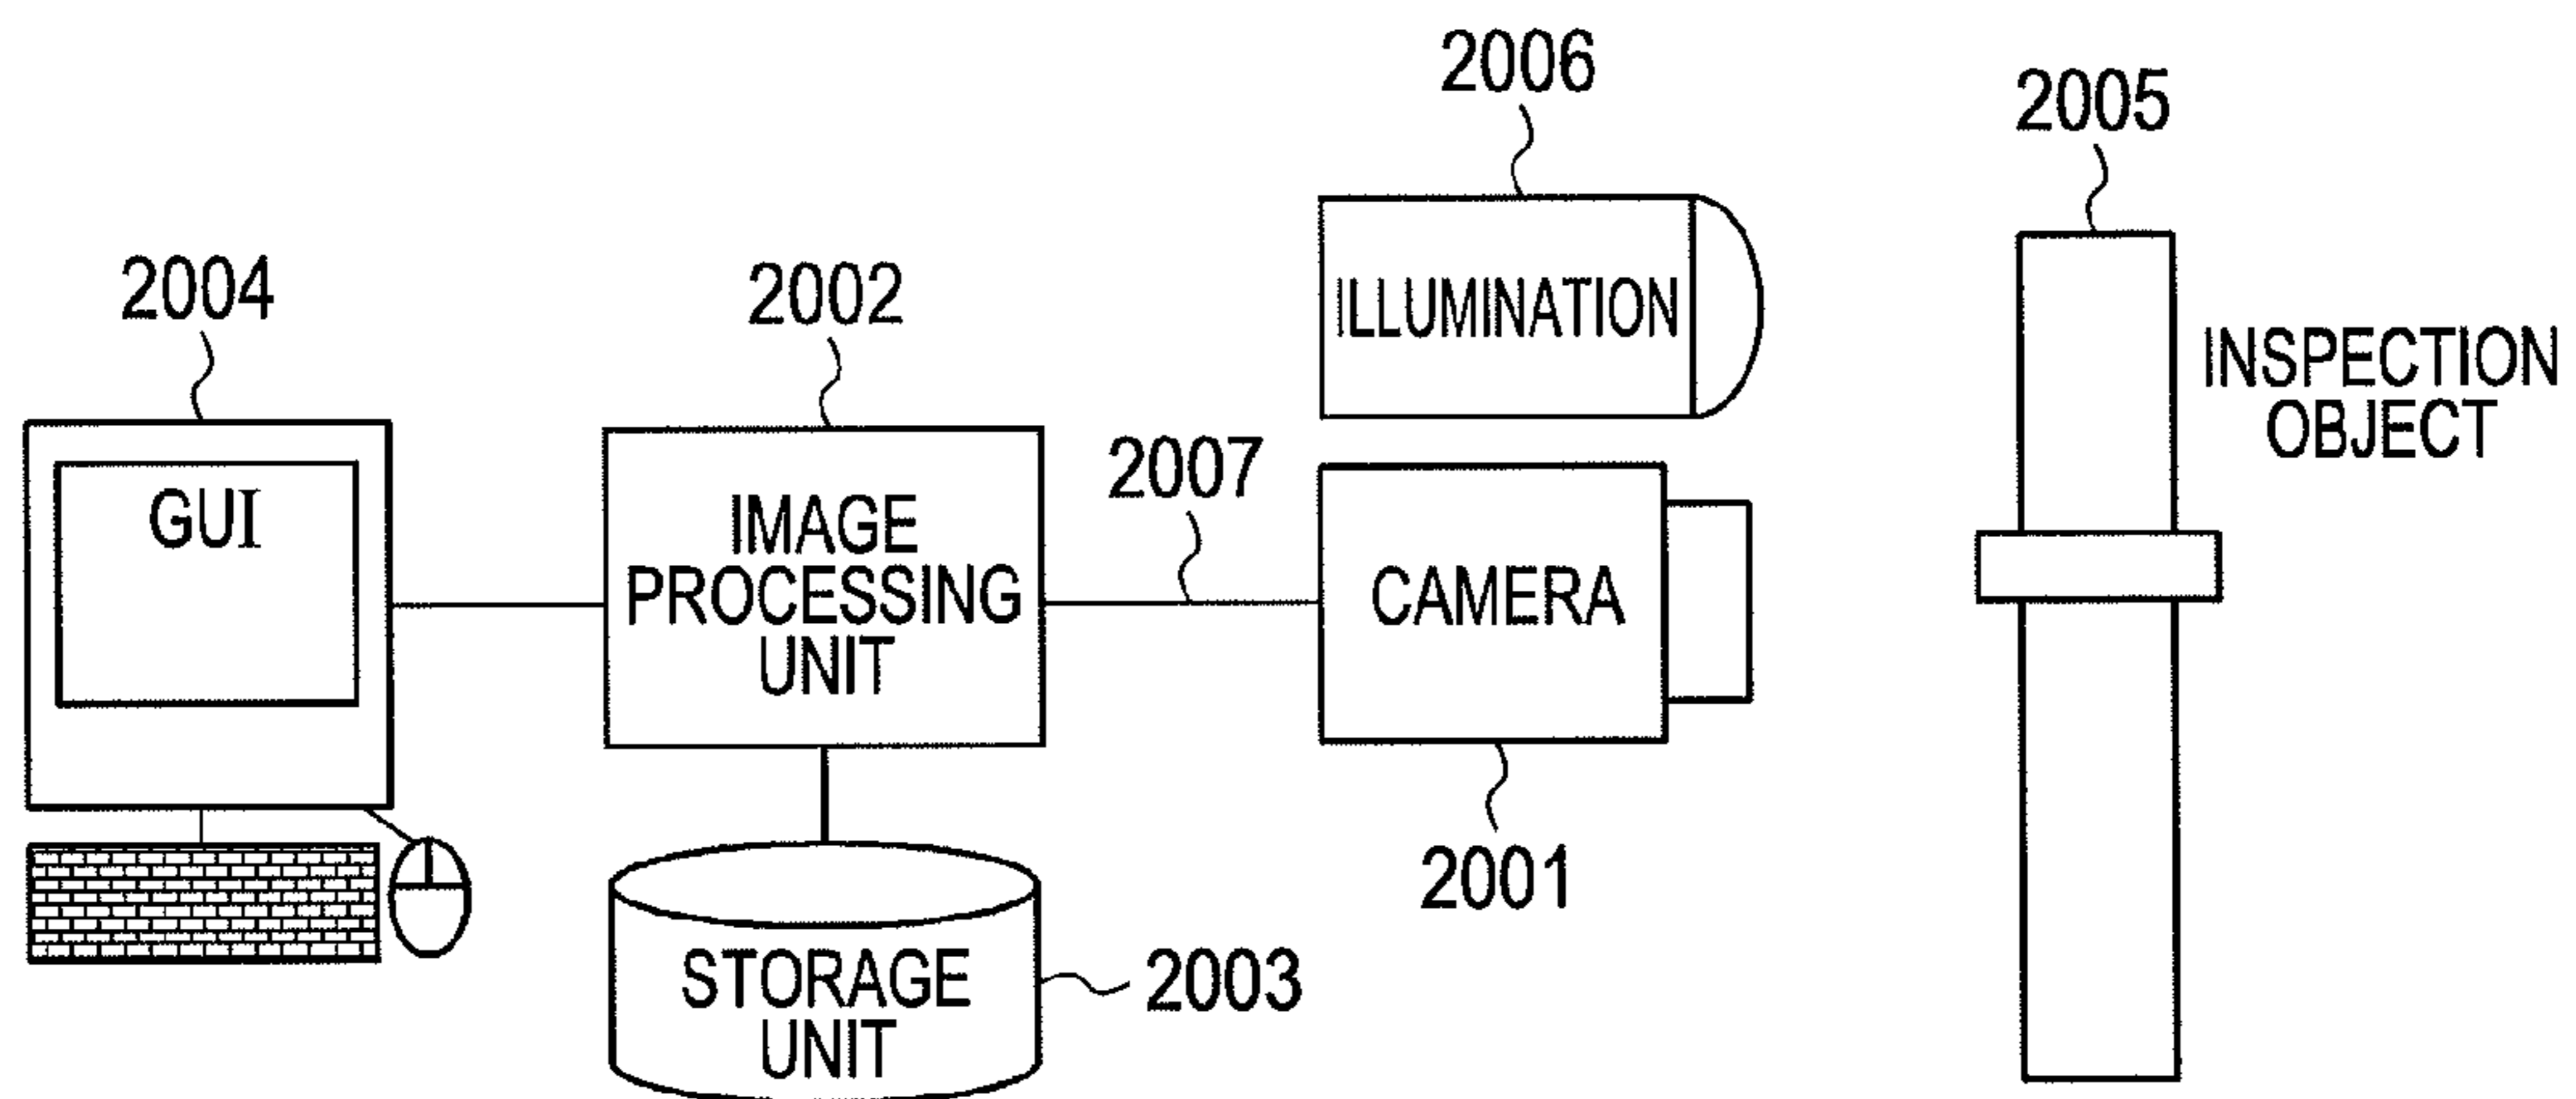 2006
2005
2004
2002
ILLUMINATION
INSPECTION
OBJECT
2007
GUI
IMAGE
PROCESSING
UNIT
CAMERA
2001
STORAGE
UNIT
2003